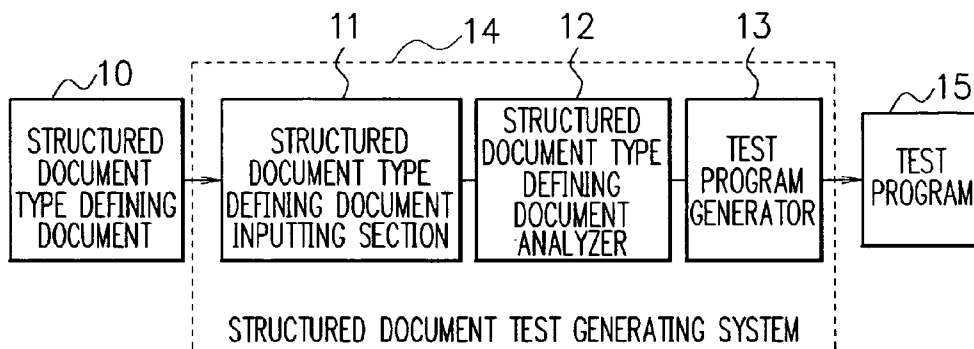 11
14
12
13
10
15
STRUCTURED
DOCUMENT
TYPE DEFINING
DOCUMENT
STRUCTURED
DOCUMENT TYPE
DEFINING DOCUMENT
INPUTTING SECTION
STRUCTURED
DOCUMENT TYPE
DEFINING
DOCUMENT
ANALYZER
TEST
PROGRAM
GENERATOR
TEST
PROGRAM
STRUCTURED DOCUMENT TEST GENERATING SYSTEM